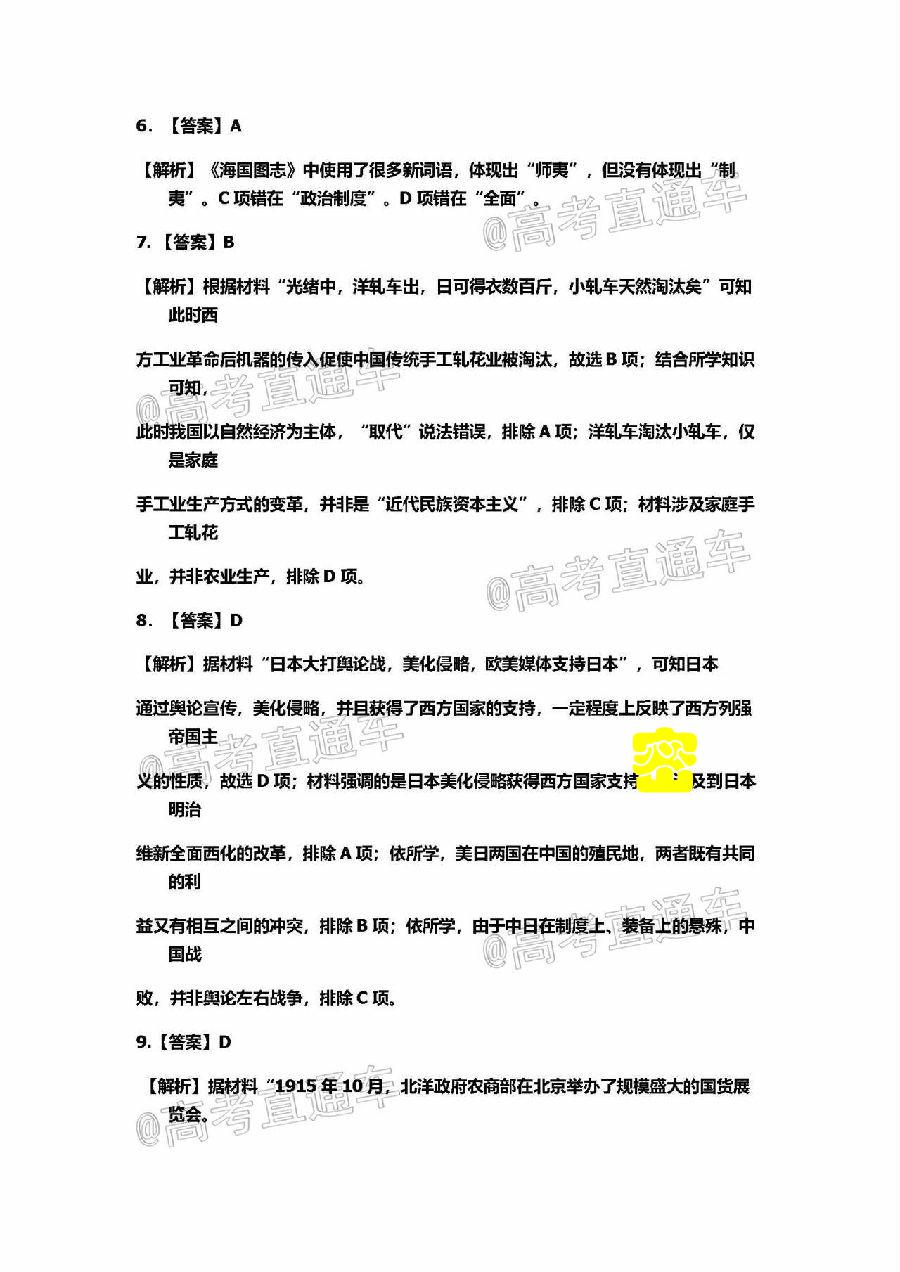 6. 【答案】A
【解析】《海国图志》中使用了很多新词语，体现出“师夷”，但没有体现出“制
夷”。C 项错在“政治制度”。D 项错在“全面”。
@高考直通车
7. 【答案】B
【解析】根据材料“光绪中，洋轧车出，日可得衣数百斤，小轧车天然淘汰矣”可知
此时西
方工业革命后机器的传入促使中国传统手工轧花业被淘汰，故选 B 项；结合所学知识
可知，
@高考直通车
此时我国以自然经济为主体，“取代”说法错误，排除 A 项；洋轧车淘汰小轧车，仅
是家庭
手工业生产方式的变革，并非是“近代民族资本主义”，排除 C 项；材料涉及家庭手
工轧花
@高考直通车
业，并非农业生产，排除 D 项。
8. 【答案】D
【解析】据材料“日本大打舆论战，美化侵略，欧美媒体支持日本”，可知日本
通过舆论宣传，美化侵略，并且获得了西方国家的支持，一定程度上反映了西方列强
帝国主
@高考直通车
义的性质，故选 D 项；材料强调的是日本美化侵略获得西方国家支持 及到日本
明治
维新全面西化的改革，排除 A 项；依所学，美日两国在中国的殖民地，两者既有共同
的利
益又有相互之间的冲突，排除 B 项；依所学，由于中日在制度上、装备上的悬殊，中
国战
@高考直通车
败，并非舆论左右战争，排除 C 项。
9.【答案】D
【解析】据材料“1915 年 10 月，北洋政府农商部在北京举办了规模盛大的国货展
览会。
@高考直通车